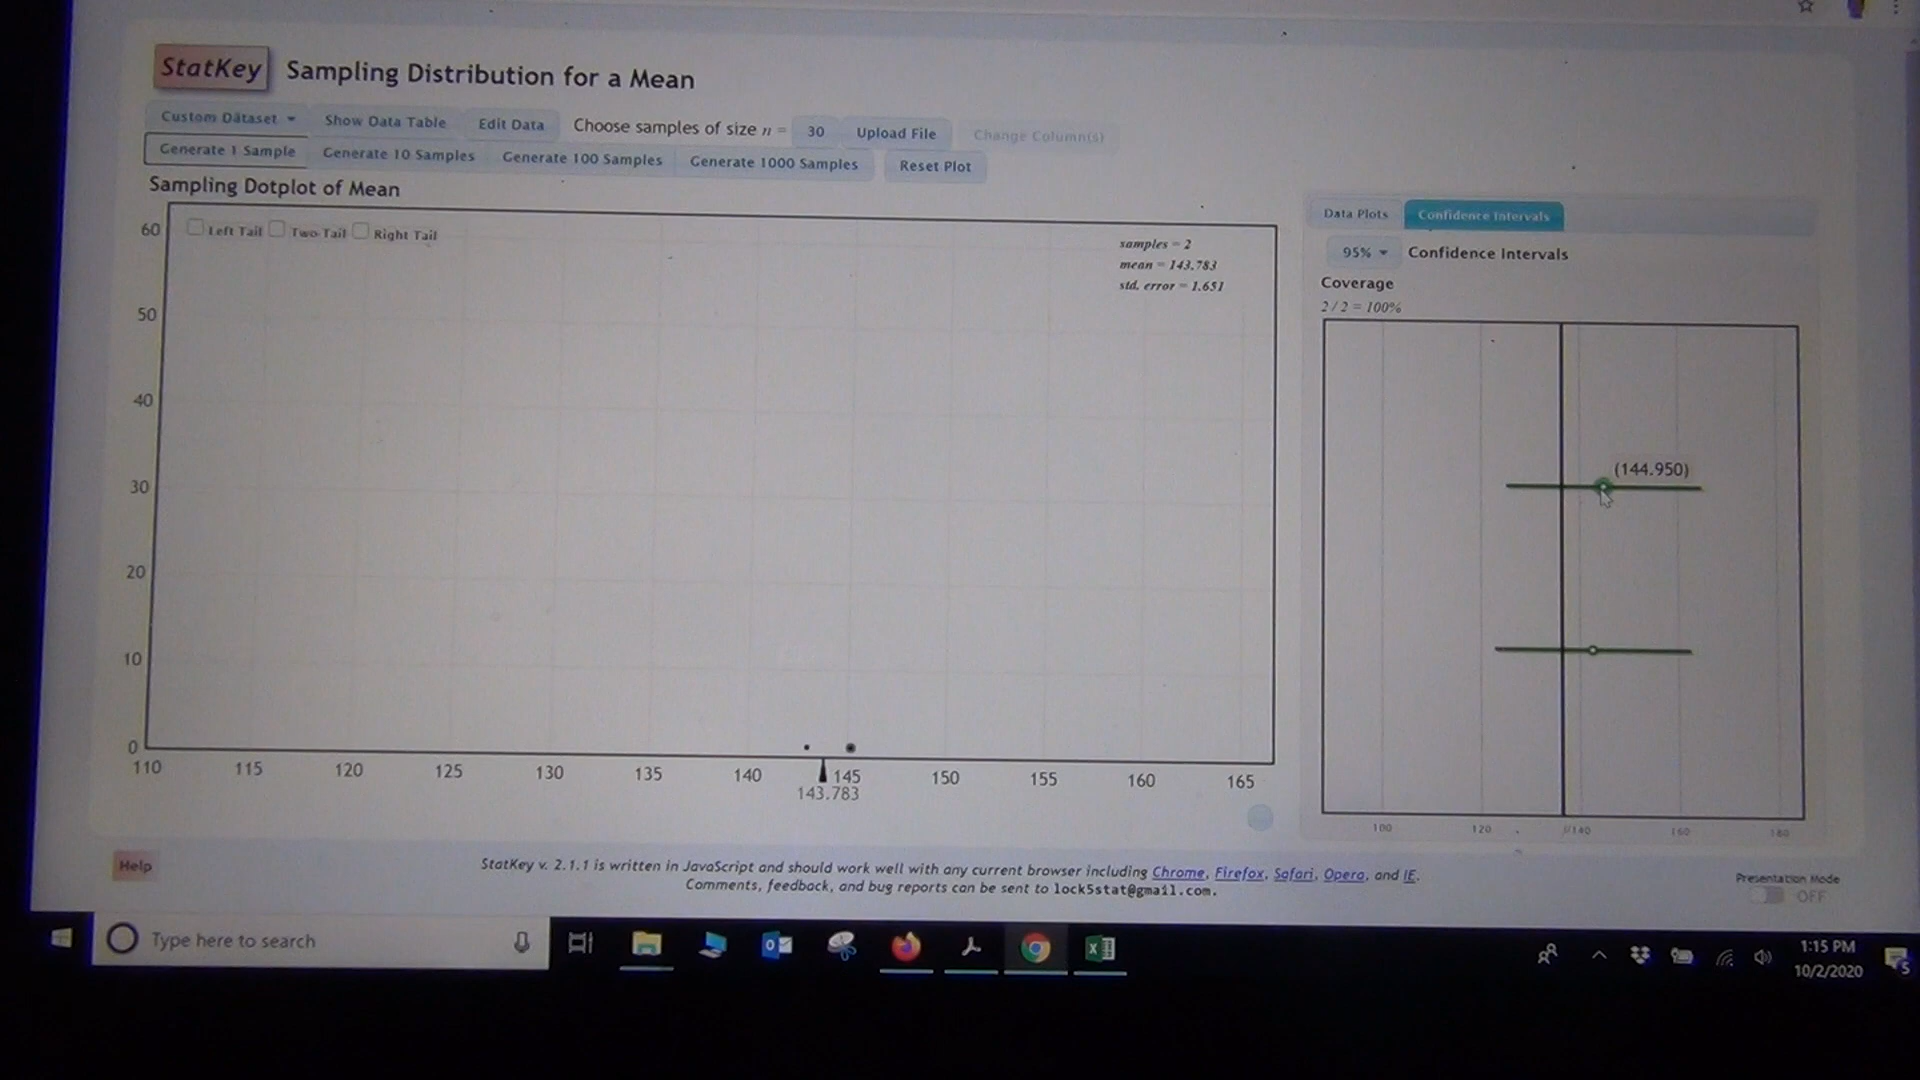 StatKey Sampling Distribution for a Mean
Custom Dataset Show Data Table Edit Data Choose samples of size n = 30 Upload File Change Column(s)
Generate 1 Sample Generate 10 Samples Generate 100 Samples Generate 1000 Samples Reset Plot
Sampling Dotplot of Mean
Left Tail Two-Tail Right Tail
samples = 2
mean = 143.783
std. error = 1.651
60
50
40
30
20
10
0
110 115 120 125 130 135 140 145 150 155 160 165
143.783
Data Plots Confidence Intervals
95% Confidence Intervals
Coverage
2 / 2 = 100%
(144.950)
100 120 μ140 160 180
Help
StatKey v. 2.1.1 is written in JavaScript and should work well with any current browser including Chrome, Firefox, Safari, Opera, and IE.
Comments, feedback, and bug reports can be sent to lock5stat@gmail.com.
Presentation Mode
OFF
Type here to search
1:15 PM
10/2/2020
5